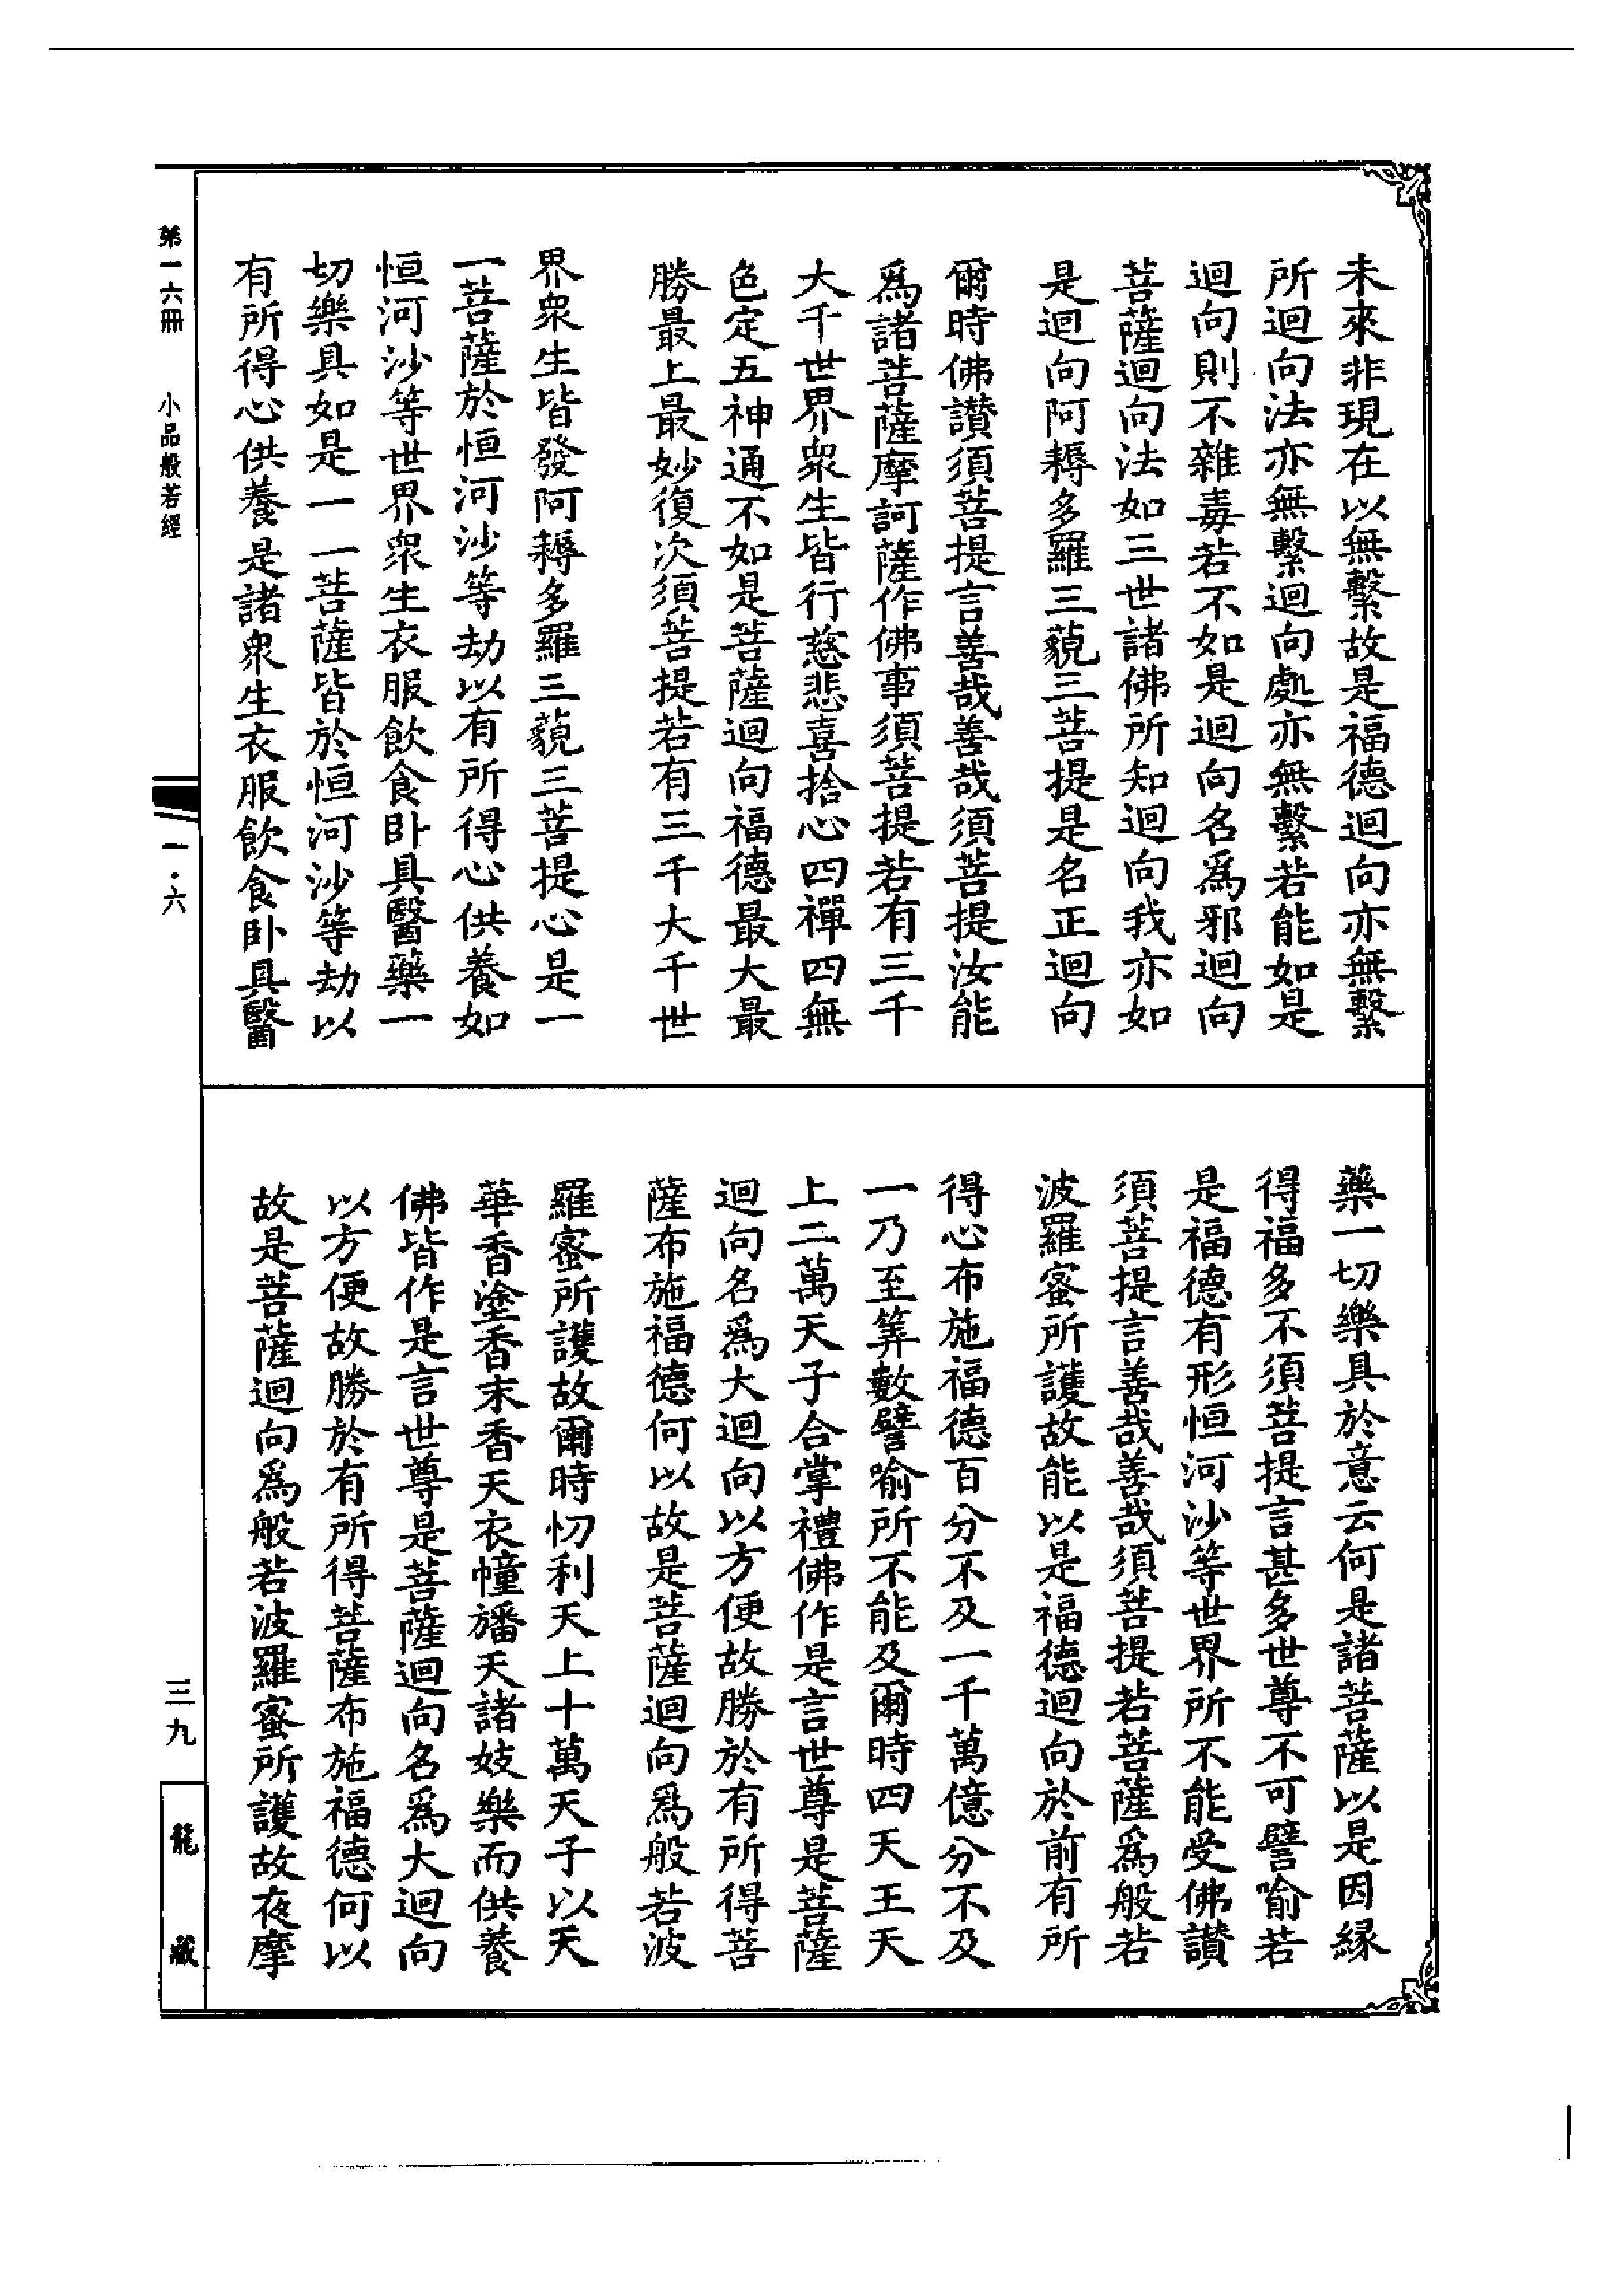 未來非現在以無繫故是福德迴向亦無繫
所迴向法亦無繫迴向處亦無繫若能如是
迴向則不雜毒若不如是迴向名爲邪迴向
菩薩迴向法如三世諸佛所知迴向我亦如
是迴向阿耨多羅三藐三菩提是名正迴向
爾時佛讚須菩提言善哉善哉須菩提汝能
爲諸菩薩摩訶薩作佛事須菩提若有三千
大千世界衆生皆行慈悲喜捨心四禪四無
色定五神通不如是菩薩迴向福德最大最
勝最上最妙復次須菩提若有三千大千世
界衆生皆發阿耨多羅三藐三菩提心是一
一菩薩於恒河沙等劫以有所得心供養如
恒河沙等世界衆生衣服飲食卧具醫藥一
切樂具如是一一菩薩皆於恒河沙等劫以
有所得心供養是諸衆生衣服飲食卧具醫
藥一切樂具於意云何是諸菩薩以是因緣
得福多不須菩提言甚多世尊不可譬喻若
是福德有形恒河沙等世界所不能受佛讚
須菩提言善哉善哉須菩提若菩薩爲般若
波羅蜜所護故能以是福德迴向於前有所
得心布施福德百分不及一千萬億分不及
一乃至筭數譬喻所不能及爾時四天王天
上二萬天子合掌禮佛作是言世尊是菩薩
迴向名爲大迴向以方便故勝於有所得菩
薩布施福德何以故是菩薩迴向爲般若波
羅蜜所護故爾時忉利天上十萬天子以天
華香塗香末香天衣幢旛天諸妓樂而供養
佛皆作是言世尊是菩薩迴向名爲大迴向
以方便故勝於有所得菩薩布施福德何以
故是菩薩迴向爲般若波羅蜜所護故夜摩
第一六冊 小品般若經
一·六
三九
龍藏